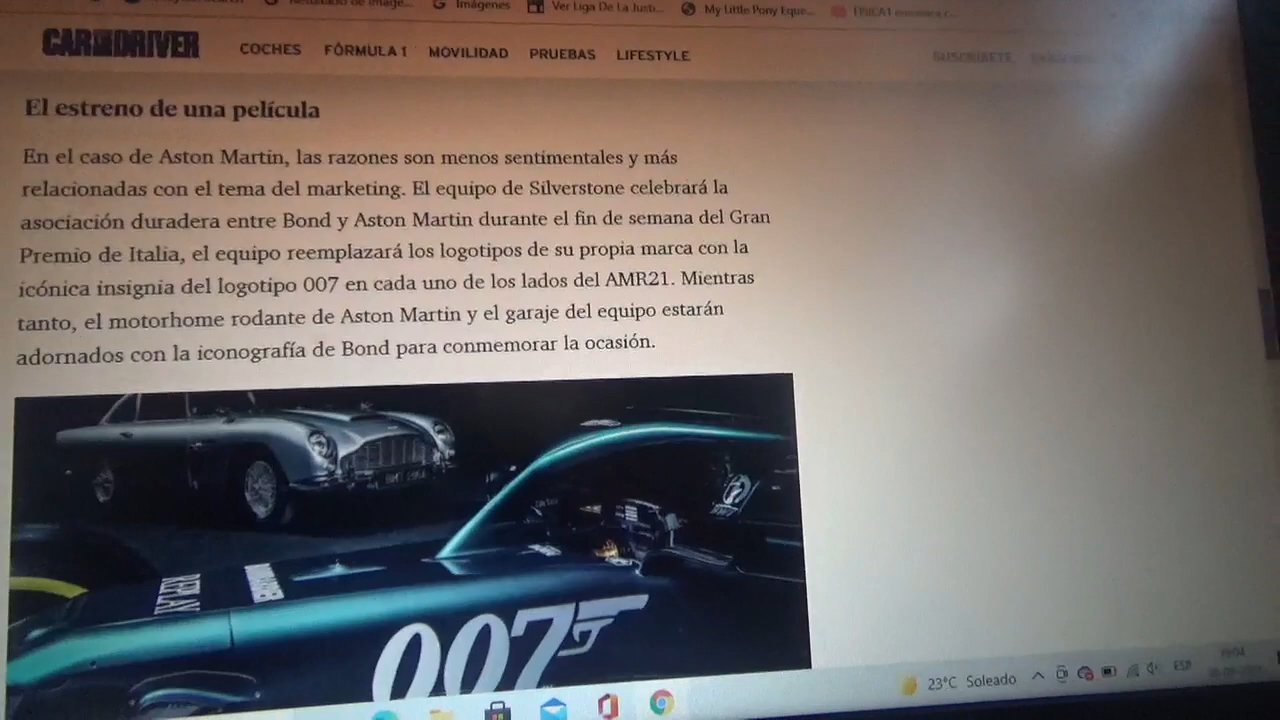 Imágenes
Ver Liga De La Justi...
My Little Pony Eque...
CAR AND DRIVER
COCHES FÓRMULA 1 MOVILIDAD PRUEBAS LIFESTYLE
SUSCRÍBETE
El estreno de una película
En el caso de Aston Martin, las razones son menos sentimentales y más
relacionadas con el tema del marketing. El equipo de Silverstone celebrará la
asociación duradera entre Bond y Aston Martin durante el fin de semana del Gran
Premio de Italia, el equipo reemplazará los logotipos de su propia marca con la
icónica insignia del logotipo 007 en cada uno de los lados del AMR21. Mientras
tanto, el motorhome rodante de Aston Martin y el garaje del equipo estarán
adornados con la iconografía de Bond para conmemorar la ocasión.
007
23°C Soleado
ESP